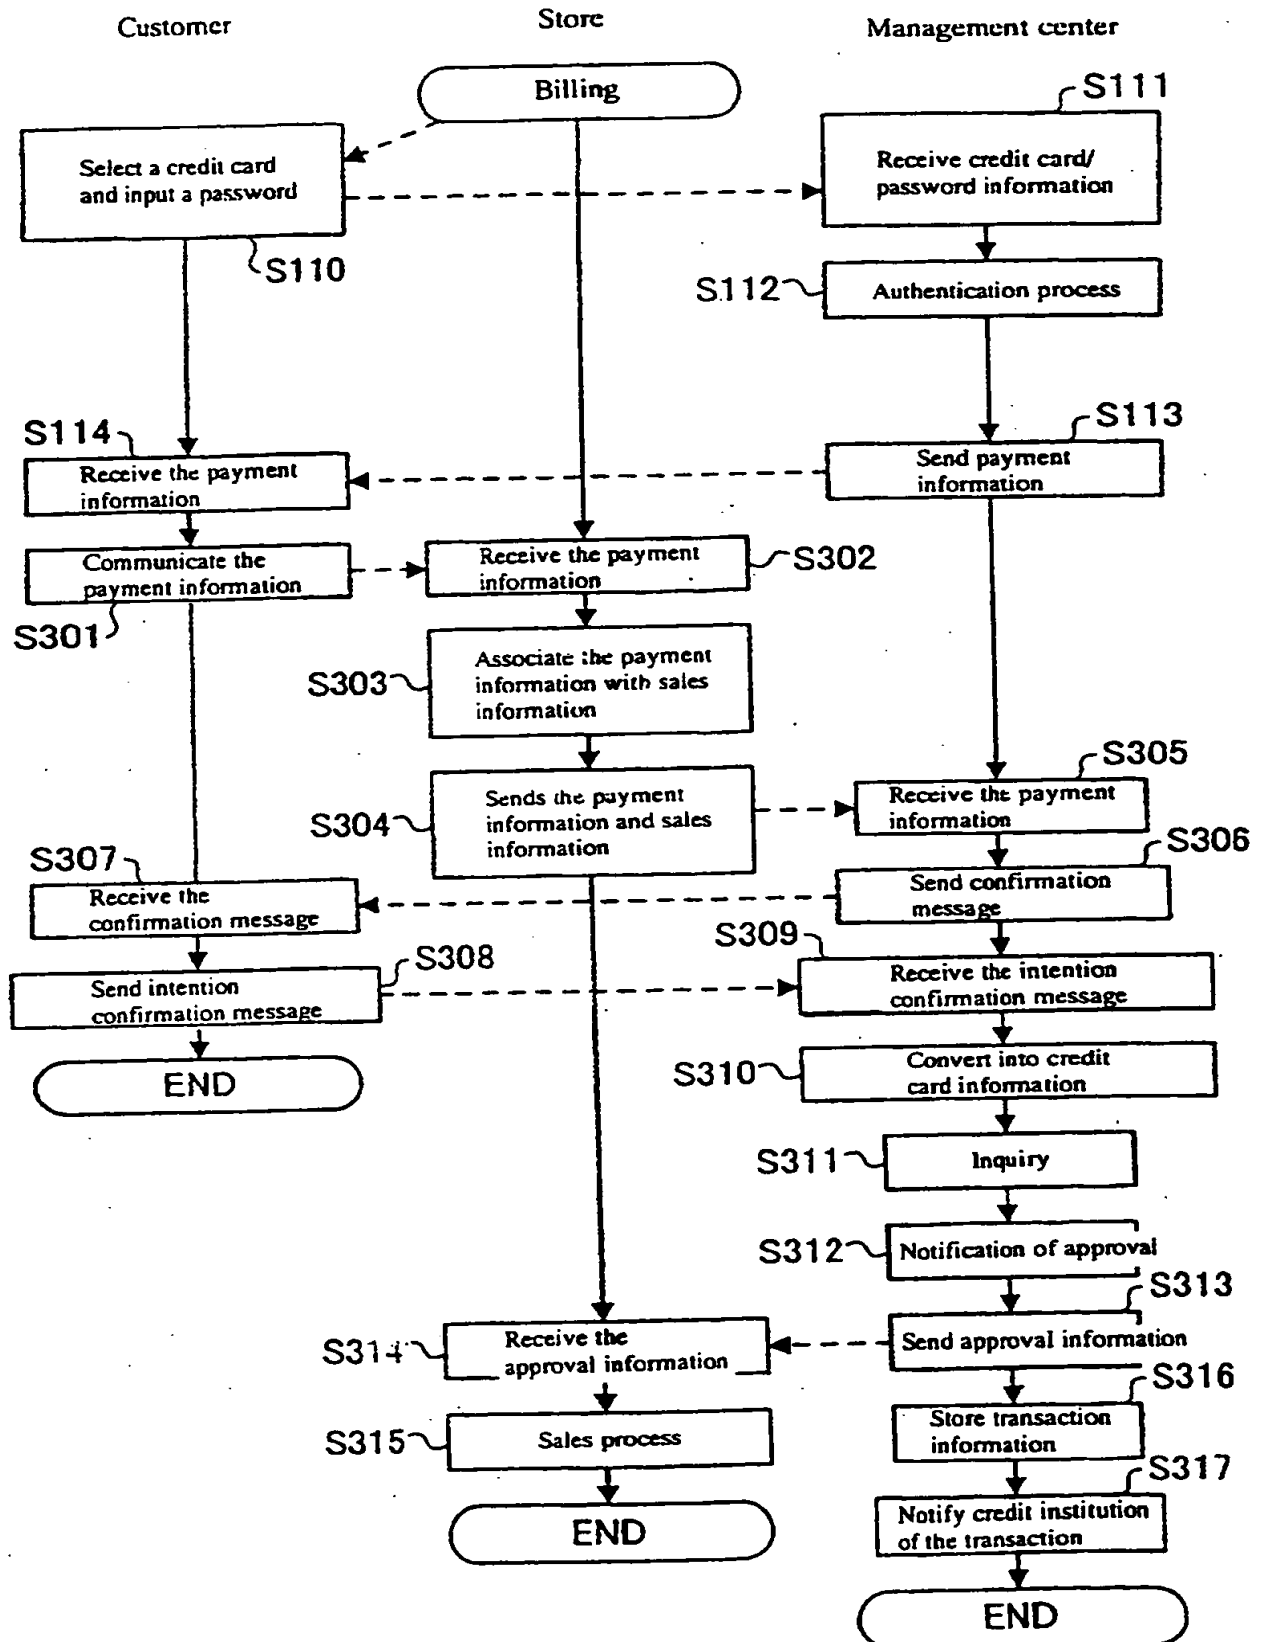 Customer
Store
Management center
Billing
S111
Select a credit card
and input a password
Receive credit card/
password information
S110
S112
Authentication process
S114
S113
Receive the payment
information
Send payment
information
Communicate the
payment information
Receive the payment
information
S302
S301
S303
Associate the payment
information with sales
information
S305
S304
Sends the payment
information and sales
information
Receive the payment
information
S306
S307
Receive the
confirmation message
Send confirmation
message
S309
S308
Send intention
confirmation message
Receive the intention
confirmation message
END
S310
Convert into credit
card information
S311
Inquiry
S312
Notification of approval
S313
S314
Receive the
approval information
Send approval information
S316
S315
Sales process
Store transaction
information
S317
END
Notify credit institution
of the transaction
END